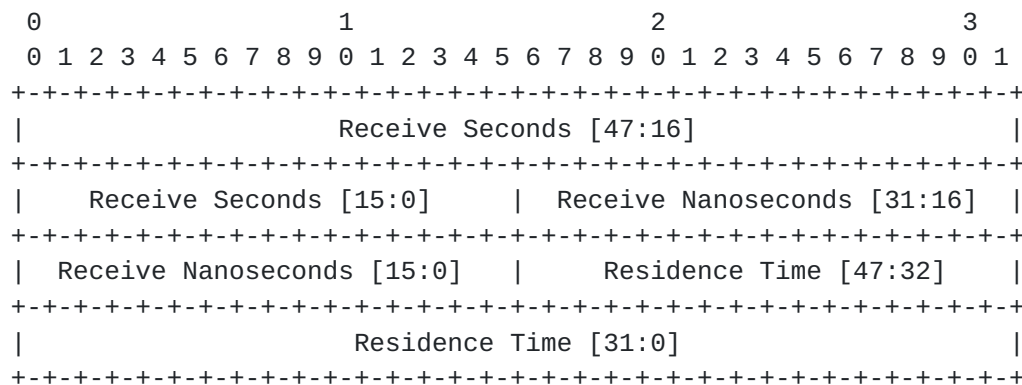 0                   1                   2                   3
 0 1 2 3 4 5 6 7 8 9 0 1 2 3 4 5 6 7 8 9 0 1 2 3 4 5 6 7 8 9 0 1
+-+-+-+-+-+-+-+-+-+-+-+-+-+-+-+-+-+-+-+-+-+-+-+-+-+-+-+-+-+-+-+-+
|                    Receive Seconds [47:16]                    |
+-+-+-+-+-+-+-+-+-+-+-+-+-+-+-+-+-+-+-+-+-+-+-+-+-+-+-+-+-+-+-+-+
|    Receive Seconds [15:0]     |  Receive Nanoseconds [31:16]  |
+-+-+-+-+-+-+-+-+-+-+-+-+-+-+-+-+-+-+-+-+-+-+-+-+-+-+-+-+-+-+-+-+
|  Receive Nanoseconds [15:0]   |     Residence Time [47:32]    |
+-+-+-+-+-+-+-+-+-+-+-+-+-+-+-+-+-+-+-+-+-+-+-+-+-+-+-+-+-+-+-+-+
|                     Residence Time [31:0]                     |
+-+-+-+-+-+-+-+-+-+-+-+-+-+-+-+-+-+-+-+-+-+-+-+-+-+-+-+-+-+-+-+-+